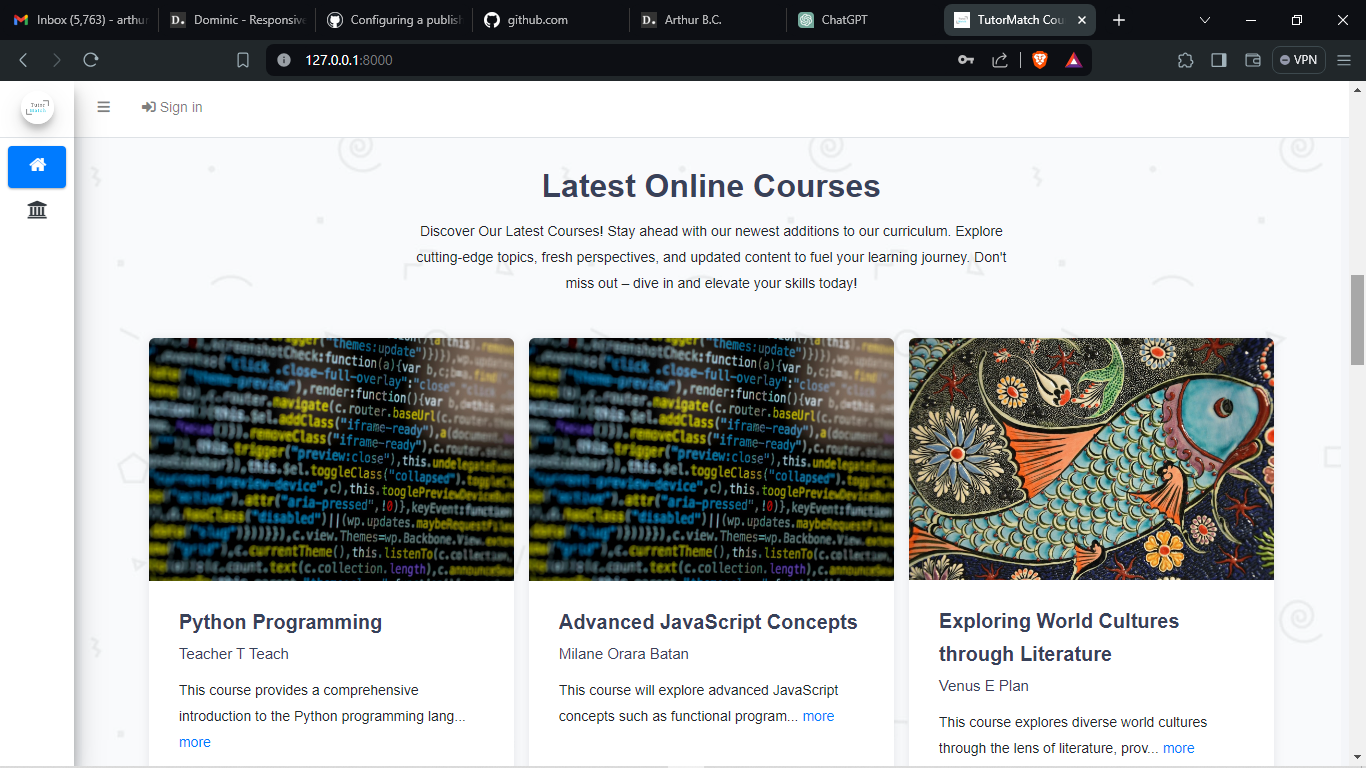 Inbox (5,763) - arthur
Dominic - Responsive
Configuring a publish
github.com
Arthur B.C.
ChatGPT
TutorMatch Cou
127.0.0.1:8000
VPN
Tutor
Match
Sign in
Latest Online Courses
Discover Our Latest Courses! Stay ahead with our newest additions to our curriculum. Explore
cutting-edge topics, fresh perspectives, and updated content to fuel your learning journey. Don't
miss out – dive in and elevate your skills today!
Python Programming
Teacher T Teach
This course provides a comprehensive
introduction to the Python programming lang...
more
Advanced JavaScript Concepts
Milane Orara Batan
This course will explore advanced JavaScript
concepts such as functional program... more
Exploring World Cultures
through Literature
Venus E Plan
This course explores diverse world cultures
through the lens of literature, prov... more